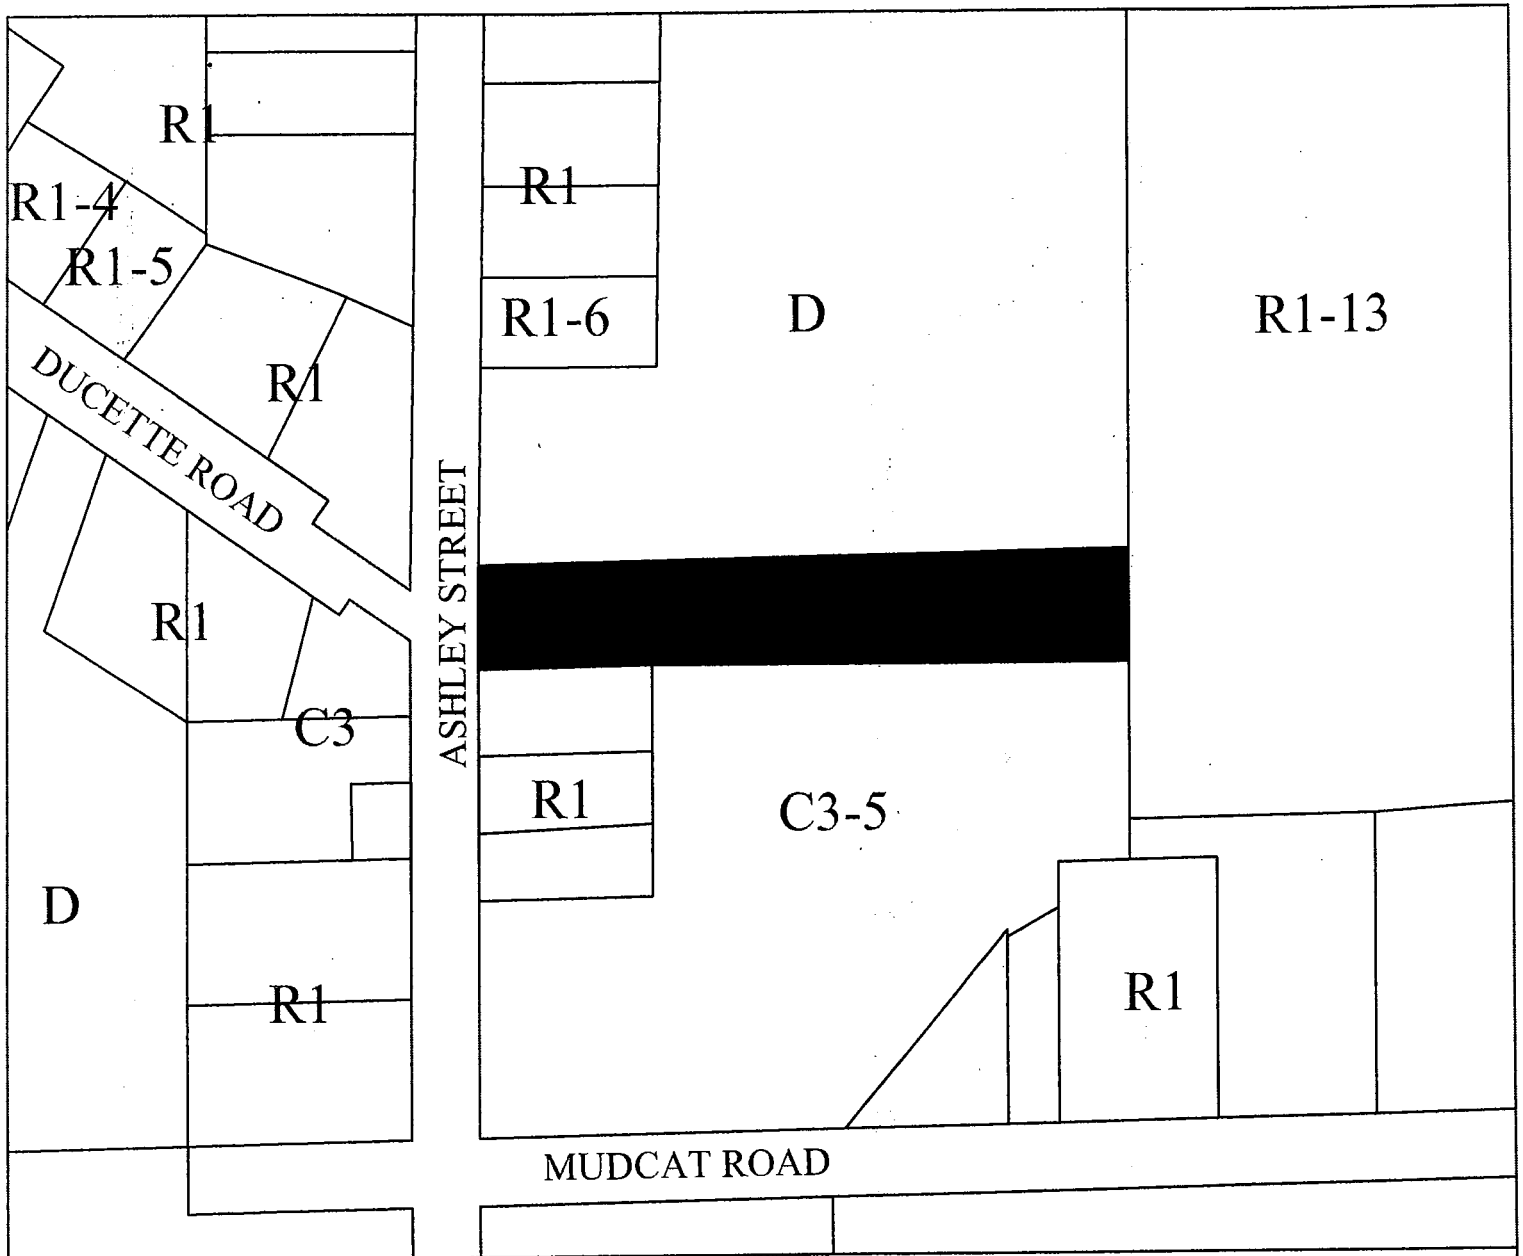 R1
R1
R1-4
R1-5
R1-6
D
R1-13
R1
DUCETTE ROAD
ASHLEY STREET
R1
C3
R1
C3-5
D
R1
R1
MUDCAT ROAD